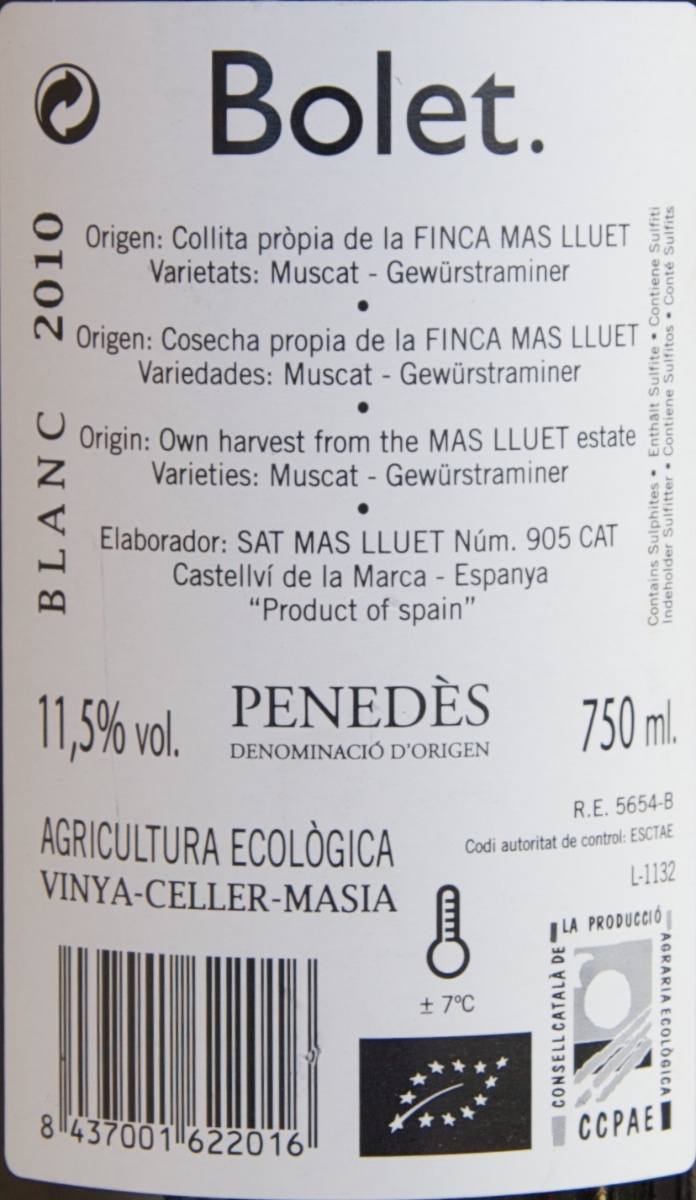 Bolet.
BLANC 2010
Origen: Collita pròpia de la FINCA MAS LLUET
Varietats: Muscat - Gewürstraminer
•
Origen: Cosecha propia de la FINCA MAS LLUET
Variedades: Muscat - Gewürstraminer
•
Origin: Own harvest from the MAS LLUET estate
Varieties: Muscat - Gewürstraminer
•
Elaborador: SAT MAS LLUET Núm. 905 CAT
Castellví de la Marca - Espanya
“Product of spain”
Contains Sulphites • Enthält Sulfite • Contiene Sulfiti
Indeholder Sulfitter • Contiene Sulfitos • Conté Sulfits
11,5% vol.
PENEDÈS
DENOMINACIÓ D'ORIGEN
750 ml.
R.E. 5654-B
Codi autoritat de control: ESCTAE
L-1132
AGRICULTURA ECOLÒGICA
VINYA-CELLER-MASIA
± 7ºC
8 437001 622016
CONSELL CATALÀ DE
LA PRODUCCIÓ
AGRARIA ECOLÒGICA
CCPAE